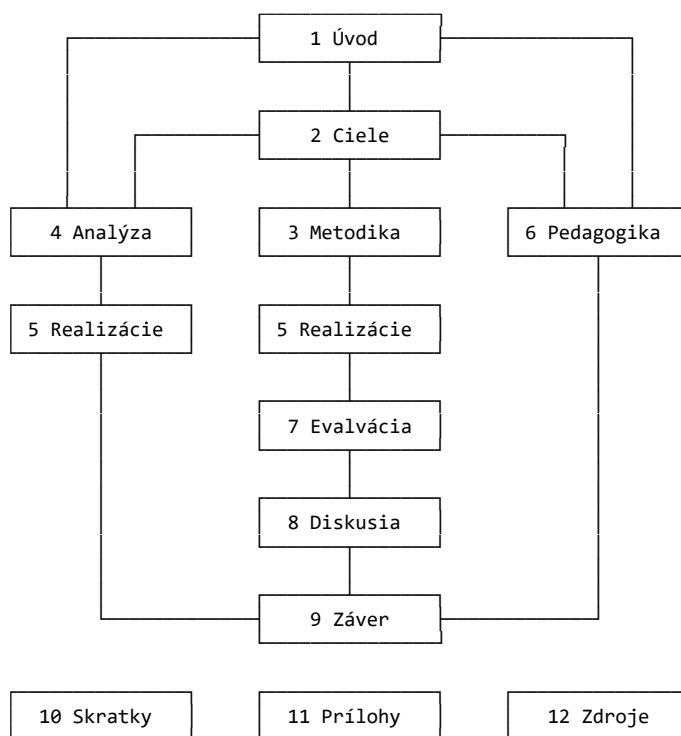 1 Úvod
2 Ciele
4 Analýza
3 Metodika
6 Pedagogika
5 Realizácie
5 Realizácie
7 Evalvácia
8 Diskusia
9 Záver
10 Skratky
11 Prílohy
12 Zdroje